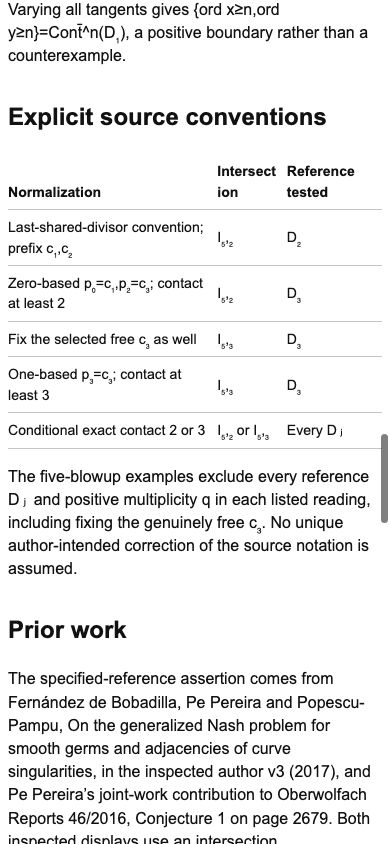 Varying all tangents gives {ord x≥n,ord
y≥n}=Cont̄^n(D₁), a positive boundary rather than a
counterexample.
Explicit source conventions
Normalization Intersect Reference
ion tested
Last-shared-divisor convention;
prefix c₁,c₂ I₅,₂ D₂
Zero-based p₀=c₁,p₂=c₃; contact
at least 2 I₅,₂ D₃
Fix the selected free c₃ as well I₅,₃ D₃
One-based p₃=c₃; contact at
least 3 I₅,₃ D₃
Conditional exact contact 2 or 3 I₅,₂ or I₅,₃ Every Dⱼ
The five-blowup examples exclude every reference
Dⱼ and positive multiplicity q in each listed reading,
including fixing the genuinely free c₃. No unique
author-intended correction of the source notation is
assumed.
Prior work
The specified-reference assertion comes from
Fernández de Bobadilla, Pe Pereira and Popescu-
Pampu, On the generalized Nash problem for
smooth germs and adjacencies of curve
singularities, in the inspected author v3 (2017), and
Pe Pereira’s joint-work contribution to Oberwolfach
Reports 46/2016, Conjecture 1 on page 2679. Both
inspected displays use an intersection